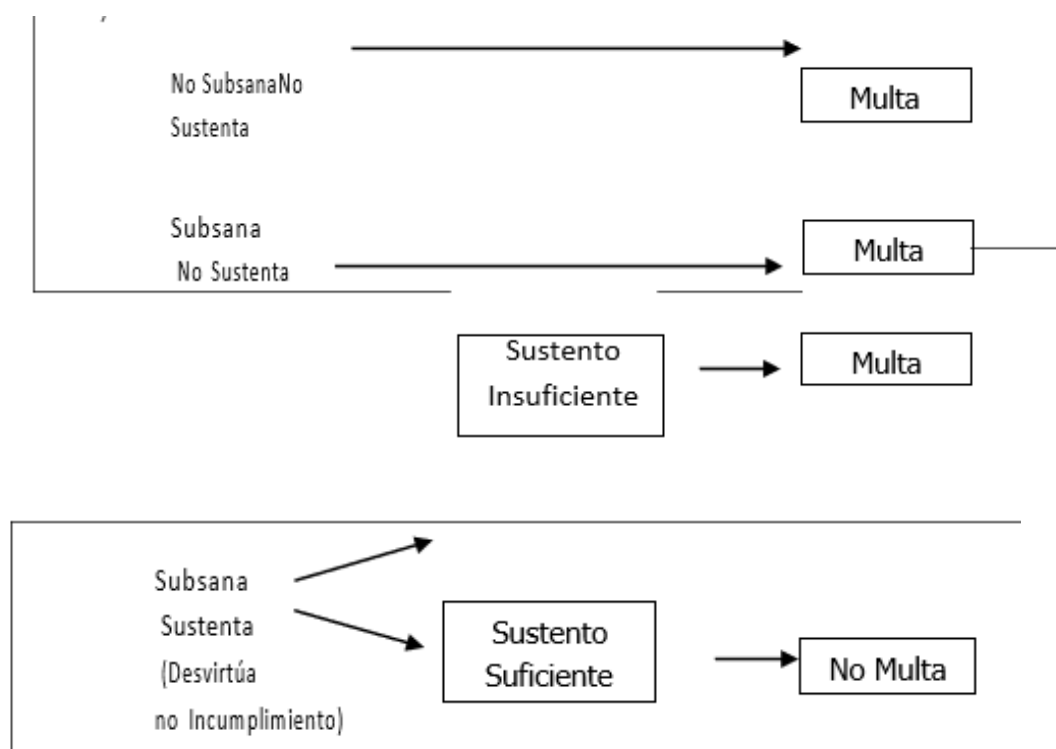 No SubsanaNo
Sustenta
Multa
Subsana
No Sustenta
Multa
Sustento
Insuficiente
Multa
Subsana
Sustenta
(Desvirtúa
no Incumplimiento)
Sustento
Suficiente
No Multa